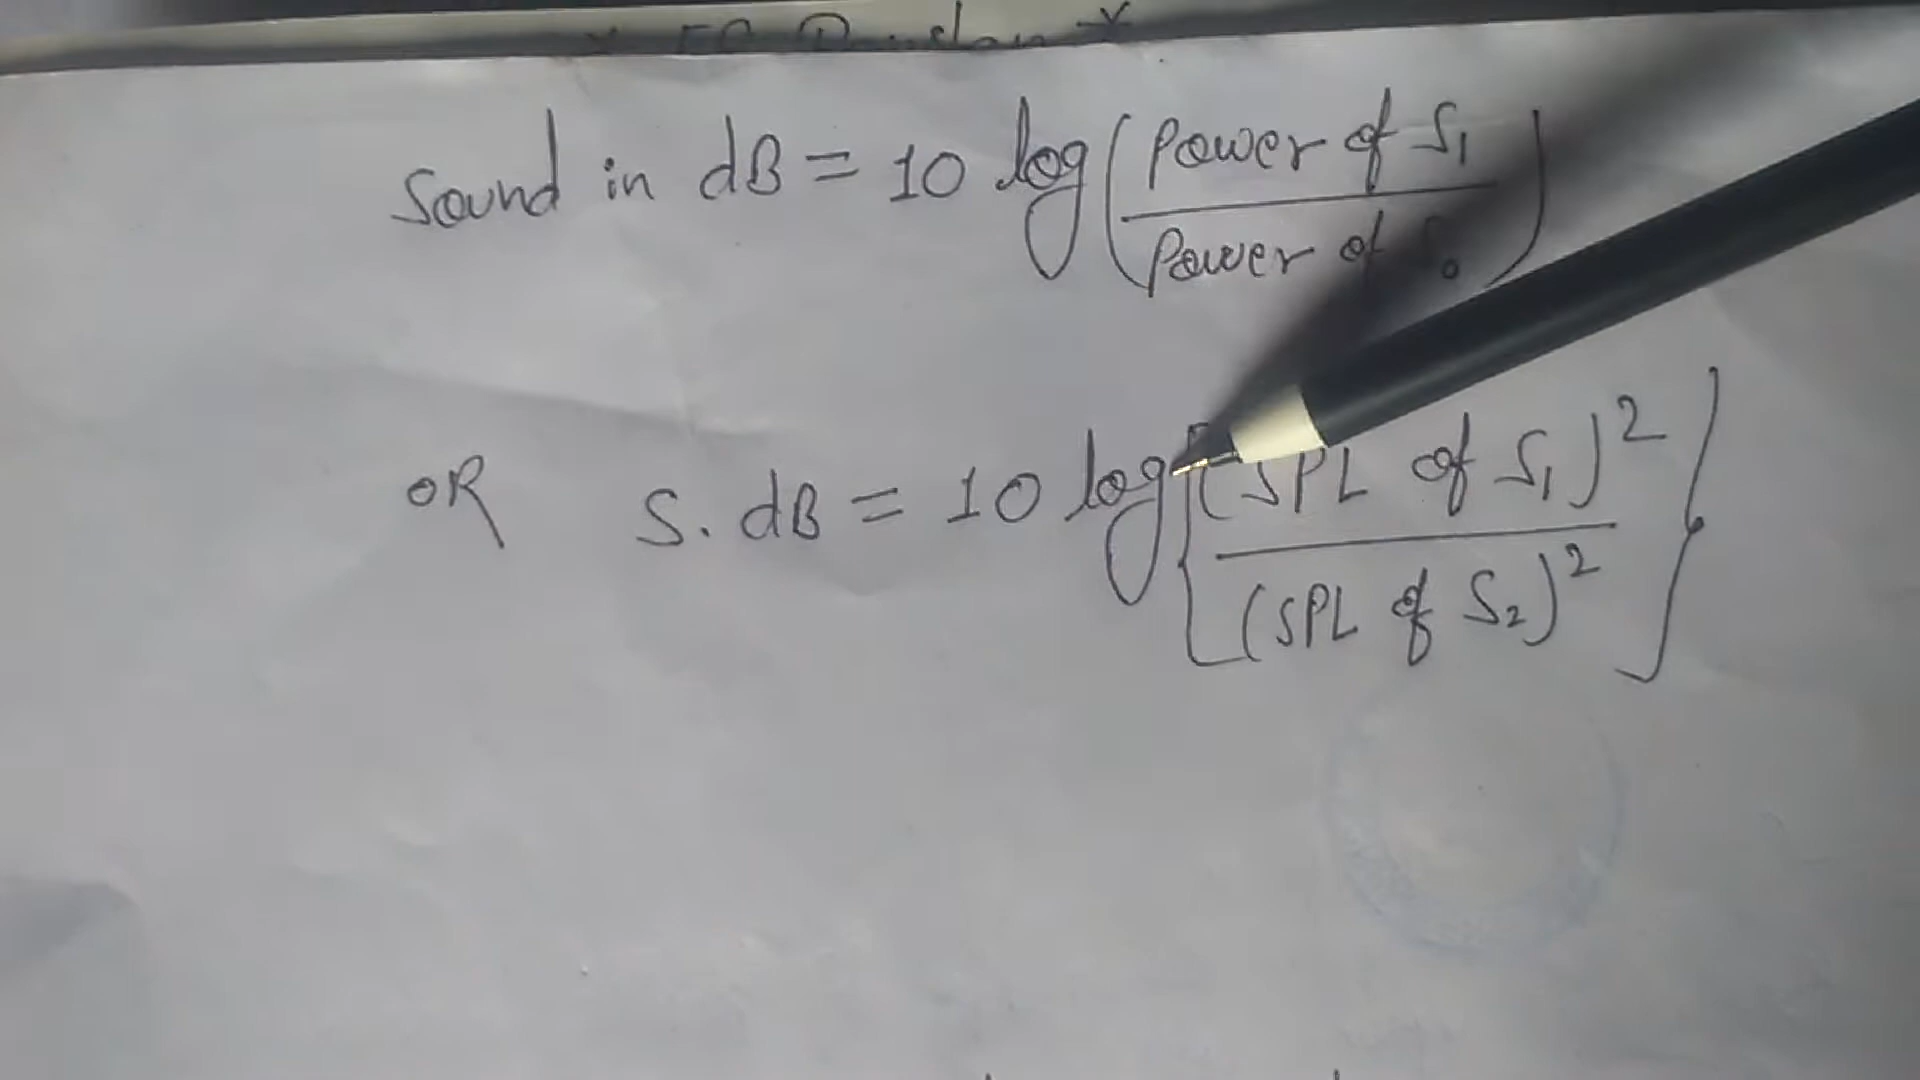 Sound in dB = 10 log(Power of S1 / Power of S0)
OR S. dB = 10 log{(SPL of S1)² / (SPL of S2)²}